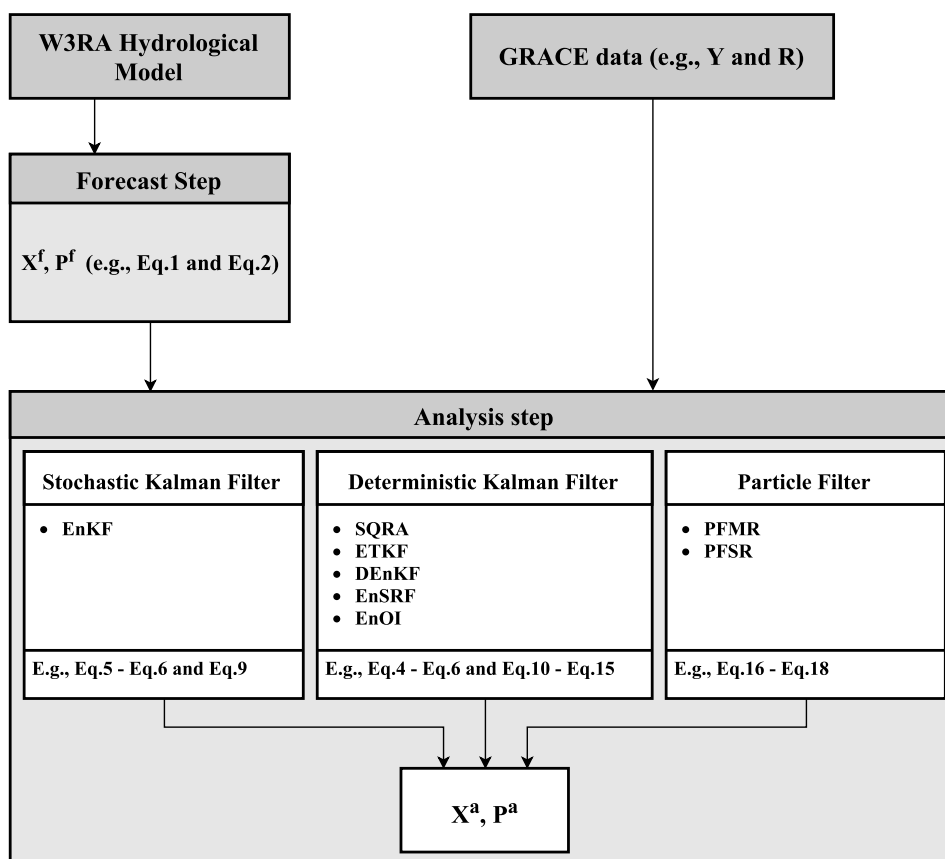 W3RA Hydrological
Model
GRACE data (e.g., Y and R)
Forecast Step
Xᶠ, Pᶠ (e.g., Eq.1 and Eq.2)
Analysis step
Stochastic Kalman Filter
• EnKF
E.g., Eq.5 - Eq.6 and Eq.9
Deterministic Kalman Filter
• SQRA
• ETKF
• DEnKF
• EnSRF
• EnOI
E.g., Eq.4 - Eq.6 and Eq.10 - Eq.15
Particle Filter
• PFMR
• PFSR
E.g., Eq.16 - Eq.18
Xᵃ, Pᵃ